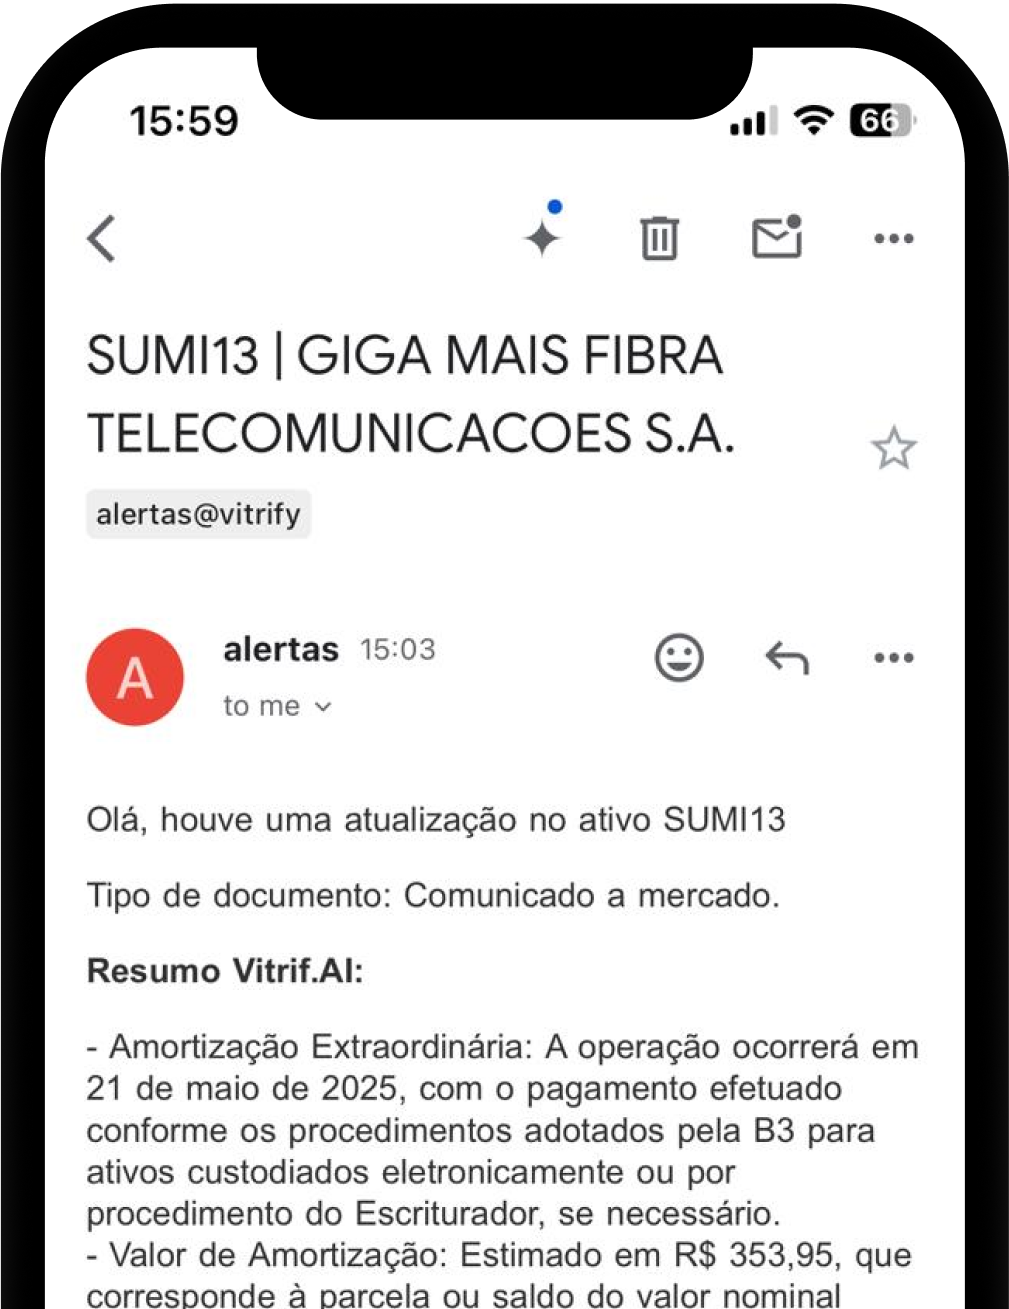 15:59
66
SUMI13 | GIGA MAIS FIBRA
TELECOMUNICACOES S.A.
alertas@vitrify
A
alertas 15:03
to me
Olá, houve uma atualização no ativo SUMI13
Tipo de documento: Comunicado a mercado.
Resumo Vitrif.AI:
- Amortização Extraordinária: A operação ocorrerá em
21 de maio de 2025, com o pagamento efetuado
conforme os procedimentos adotados pela B3 para
ativos custodiados eletronicamente ou por
procedimento do Escriturador, se necessário.
- Valor de Amortização: Estimado em R$ 353,95, que
corresponde à parcela ou saldo do valor nominal